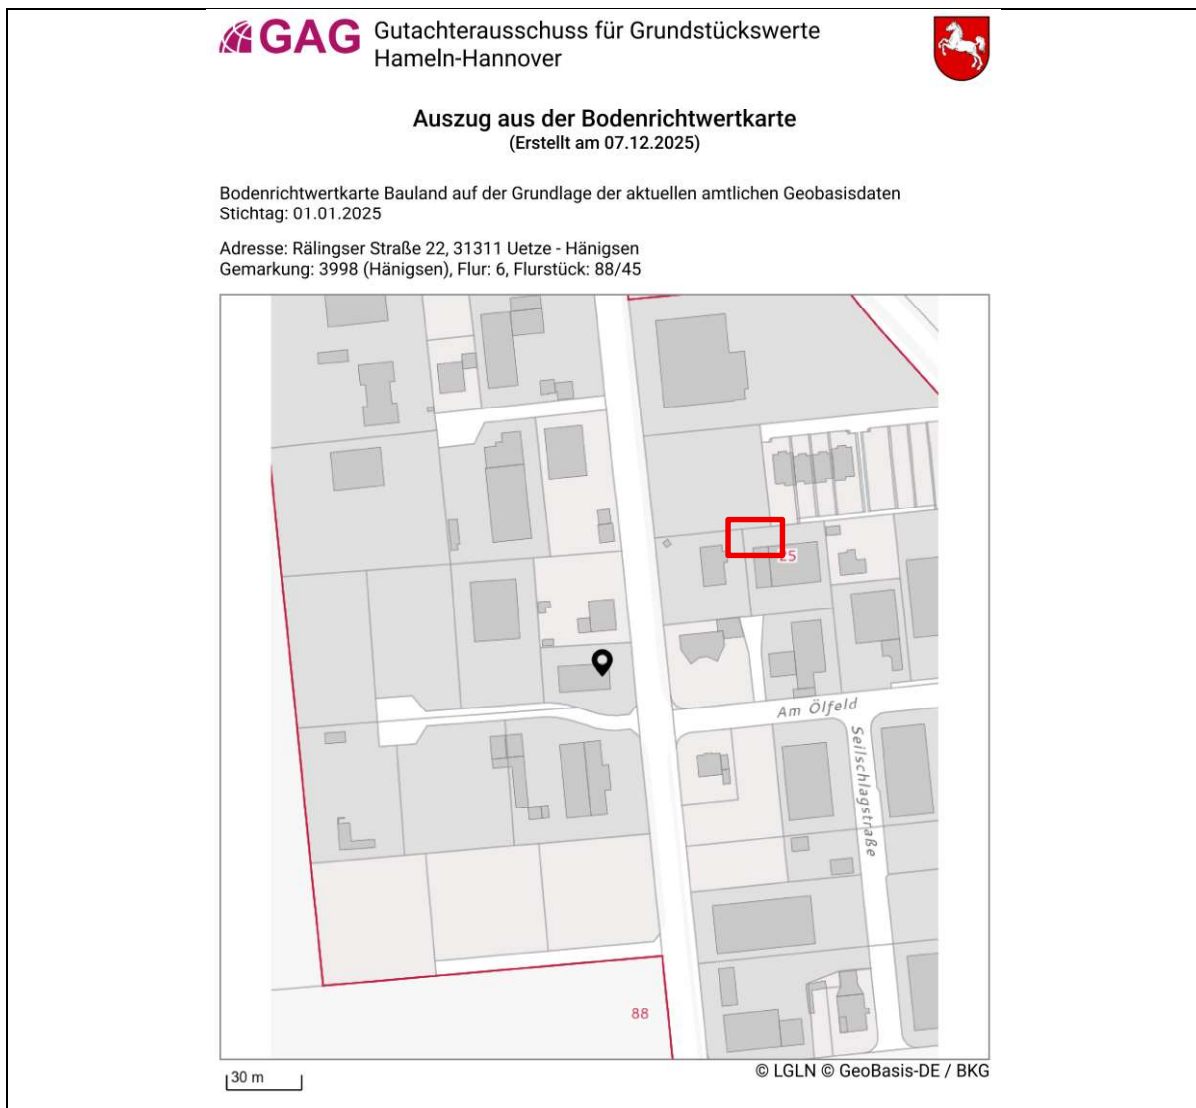 GAG
Gutachterausschuss für Grundstückswerte
Hameln-Hannover
Auszug aus der Bodenrichtwertkarte
(Erstellt am 07.12.2025)
Bodenrichtwertkarte Bauland auf der Grundlage der aktuellen amtlichen Geobasisdaten
Stichtag: 01.01.2025
Adresse: Rälingser Straße 22, 31311 Uetze - Hänigsen
Gemarkung: 3998 (Hänigsen), Flur: 6, Flurstück: 88/45
25
Am Ölfeld
Seilschlagstraße
88
30 m
© LGLN © GeoBasis-DE / BKG